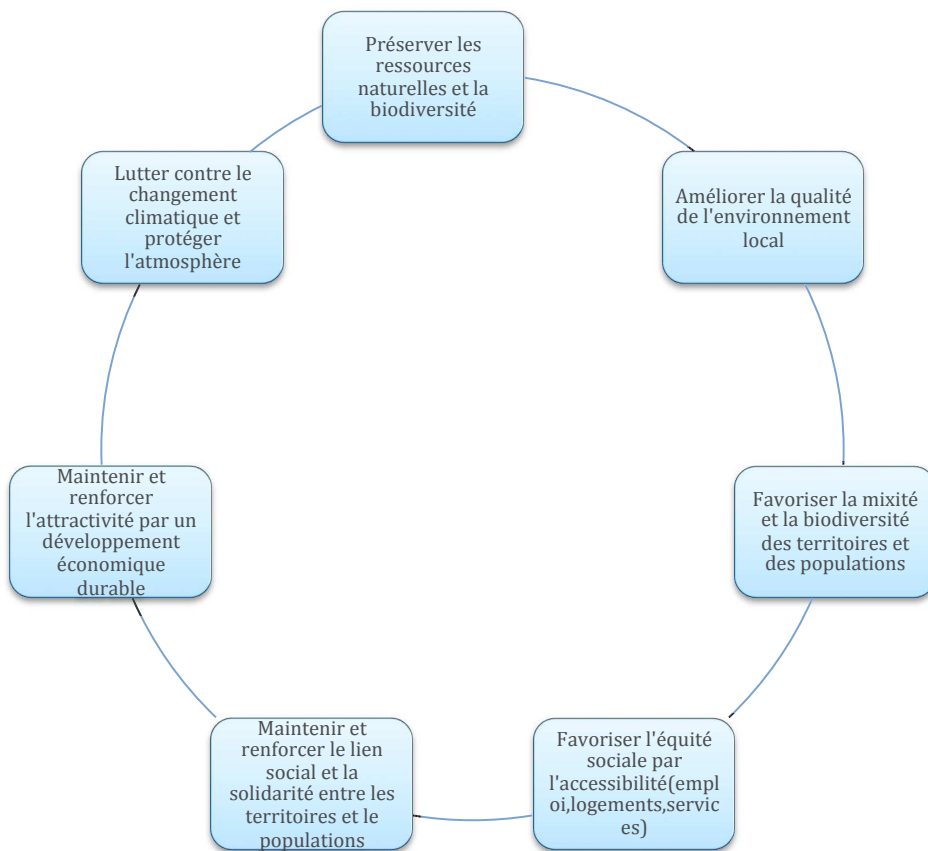 Préserver les
ressources
naturelles et la
biodiversité
Améliorer la qualité
de l'environnement
local
Favoriser la mixité
et la biodiversité
des territoires et
des populations
Favoriser l'équité
sociale par
l'accessibilité(empl
oi,logements,servic
es)
Maintenir et
renforcer le lien
social et la
solidarité entre les
territoires et le
populations
Maintenir et
renforcer
l'attractivité par un
développement
économique
durable
Lutter contre le
changement
climatique et
protéger
l'atmosphère